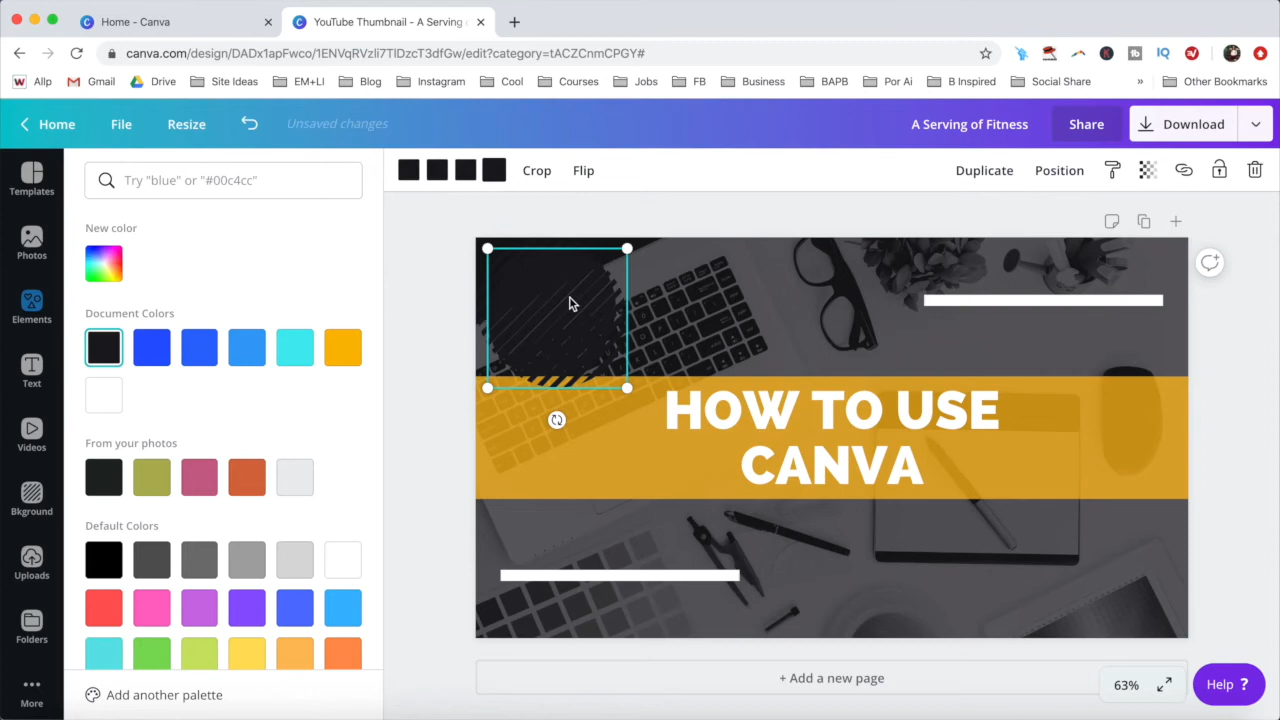 Home - Canva
YouTube Thumbnail - A Serving
canva.com/design/DADx1apFwco/1ENVqRVzli7TlDzcT3dfGw/edit?category=tACZCnmCPGY#
Allp
Gmail
Drive
Site Ideas
EM+LI
Blog
Instagram
Cool
Courses
Jobs
FB
Business
BAPB
Por Ai
B Inspired
Social Share
»
Other Bookmarks
Home
File
Resize
Unsaved changes
A Serving of Fitness
Share
Download
Templates
Photos
Elements
Text
Videos
Bkground
Uploads
Folders
More
Try "blue" or "#00c4cc"
New color
Document Colors
From your photos
Default Colors
Add another palette
Crop
Flip
Duplicate
Position
HOW TO USE
CANVA
+ Add a new page
63%
Help ?